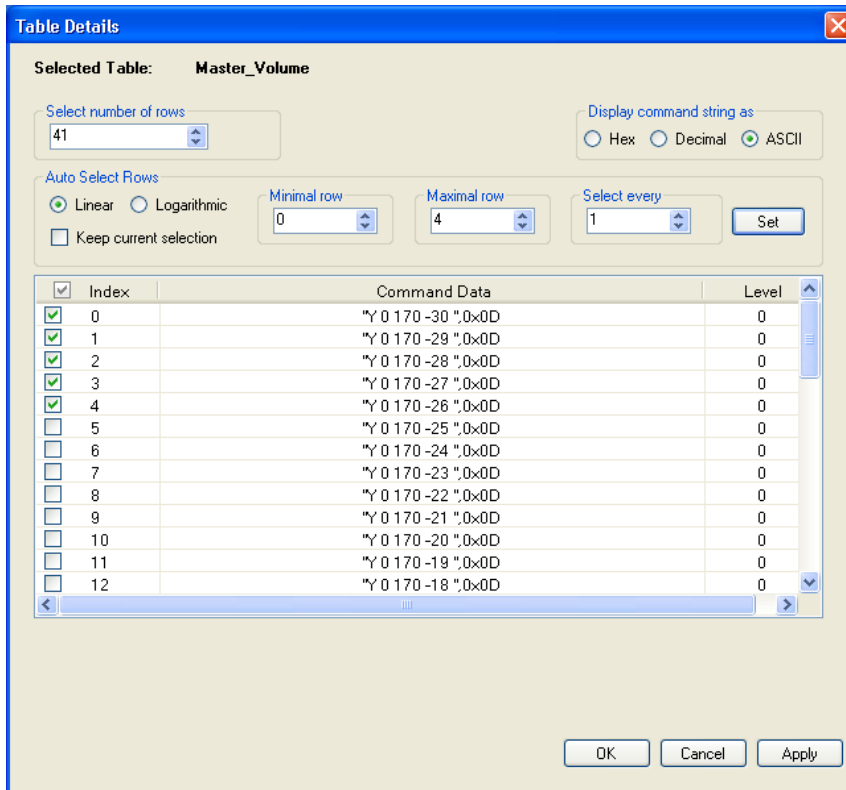 Table Details
Selected Table: Master_Volume
Select number of rows
41
Display command string as
Hex Decimal ASCII
Auto Select Rows
Linear Logarithmic
Keep current selection
Minimal row
0
Maximal row
4
Select every
1
Set
Index Command Data Level
0 "Y 0 170 -30 ",0x0D 0
1 "Y 0 170 -29 ",0x0D 0
2 "Y 0 170 -28 ",0x0D 0
3 "Y 0 170 -27 ",0x0D 0
4 "Y 0 170 -26 ",0x0D 0
5 "Y 0 170 -25 ",0x0D 0
6 "Y 0 170 -24 ",0x0D 0
7 "Y 0 170 -23 ",0x0D 0
8 "Y 0 170 -22 ",0x0D 0
9 "Y 0 170 -21 ",0x0D 0
10 "Y 0 170 -20 ",0x0D 0
11 "Y 0 170 -19 ",0x0D 0
12 "Y 0 170 -18 ",0x0D 0
OK Cancel Apply